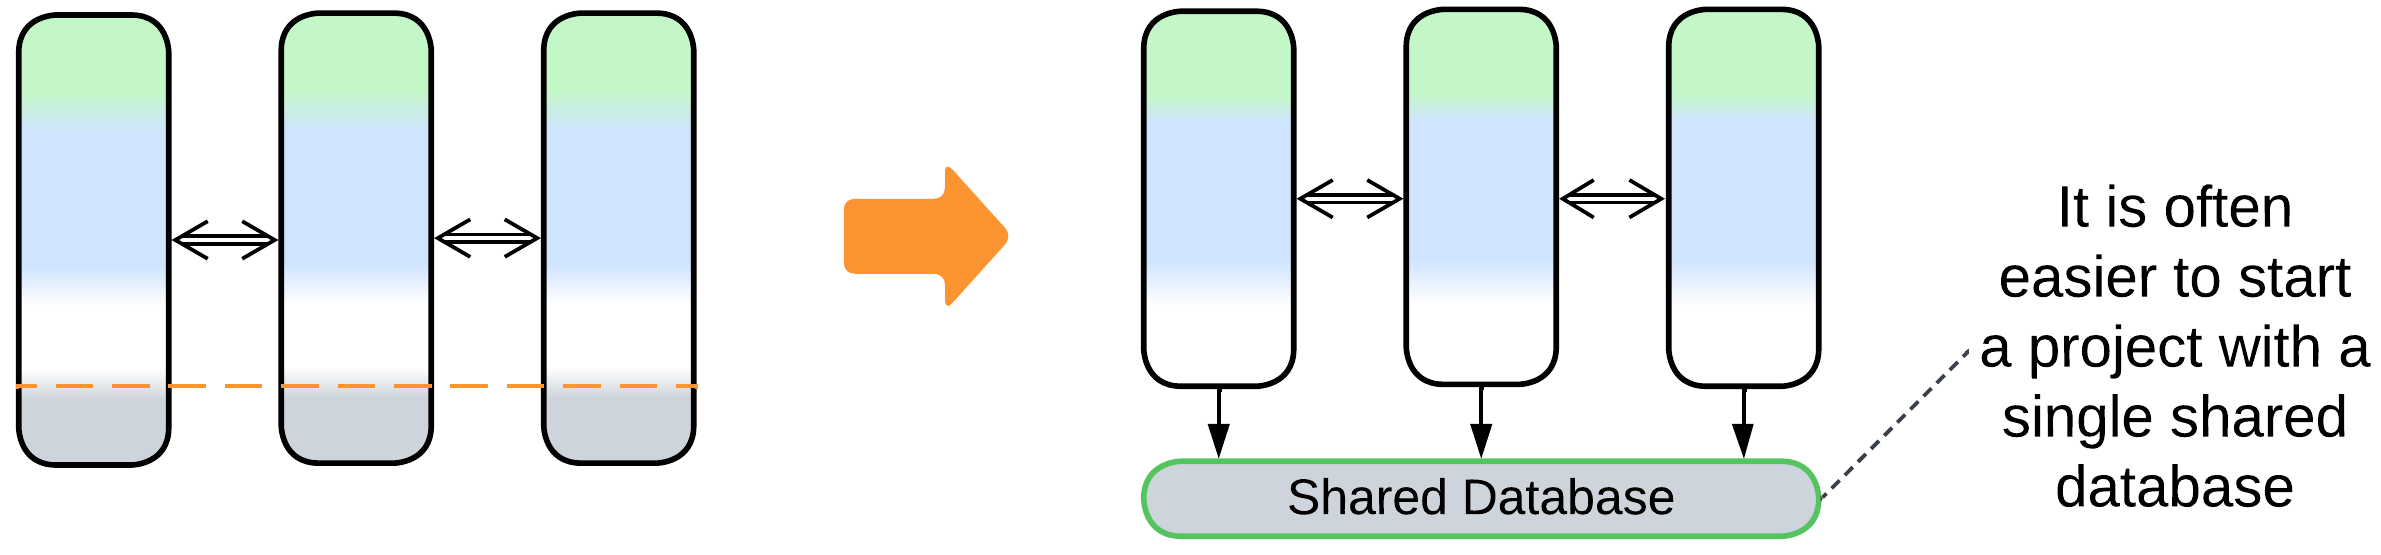 It is often
easier to start
a project with a
single shared
database
Shared Database